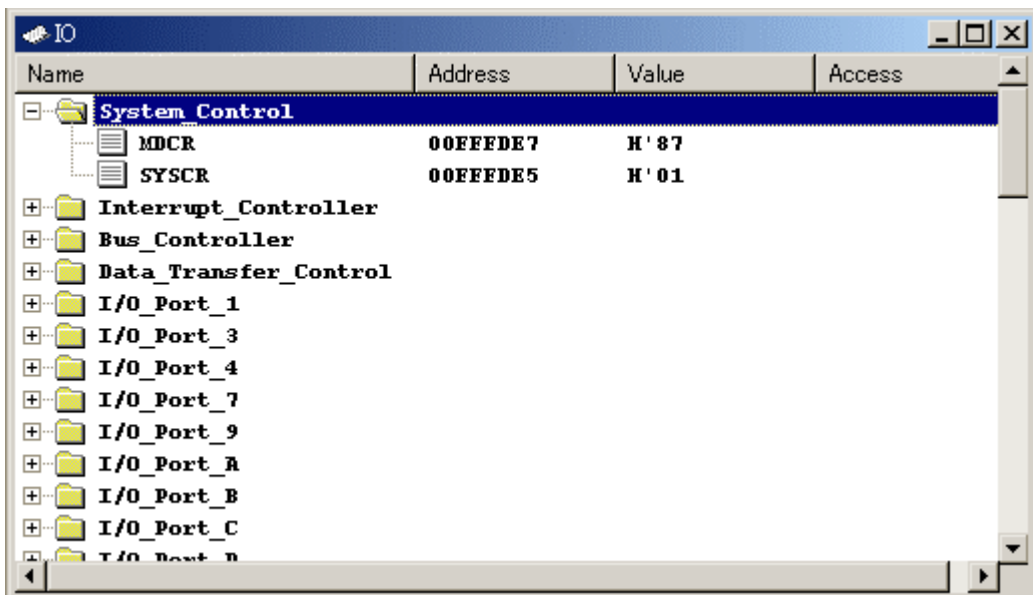 IO
Name Address Value Access
System_Control
MDCR 00FFFDE7 H'87
SYSCR 00FFFDE5 H'01
Interrupt_Controller
Bus_Controller
Data_Transfer_Control
I/O_Port_1
I/O_Port_3
I/O_Port_4
I/O_Port_7
I/O_Port_9
I/O_Port_A
I/O_Port_B
I/O_Port_C
I/O_Port_D